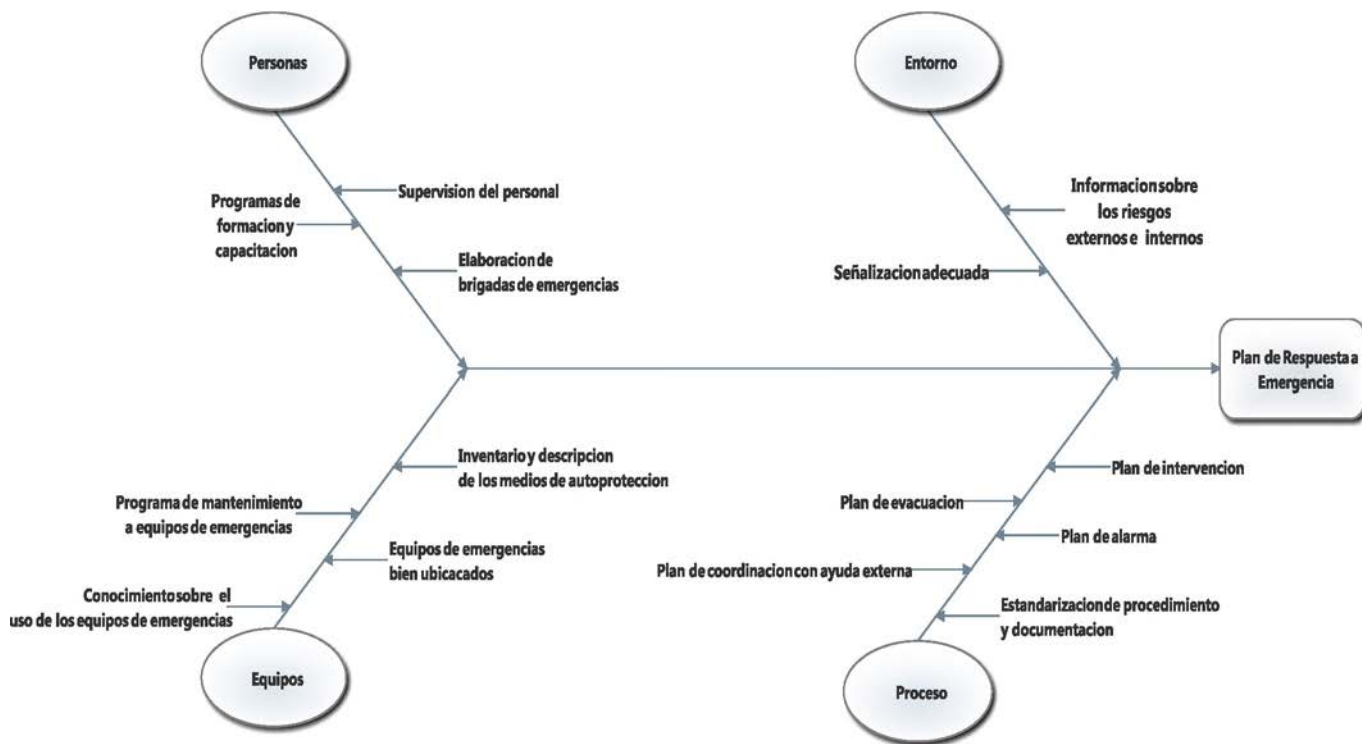 Personas
Entorno
Supervision del personal
Programas de
formacion y
capacitacion
Elaboracion de
brigadas de emergencias
Informacion sobre
los riesgos
externos e internos
Señalizacion adecuada
Plan de Respuesta a
Emergencia
Inventario y descripcion
de los medios de autoproteccion
Programa de mantenimiento
a equipos de emergencias
Equipos de emergencias
bien ubicacados
Conocimiento sobre el
uso de los equipos de emergencias
Plan de intervencion
Plan de evacuacion
Plan de alarma
Plan de coordinacion con ayuda externa
Estandarizacion de procedimiento
y documentacion
Equipos
Proceso